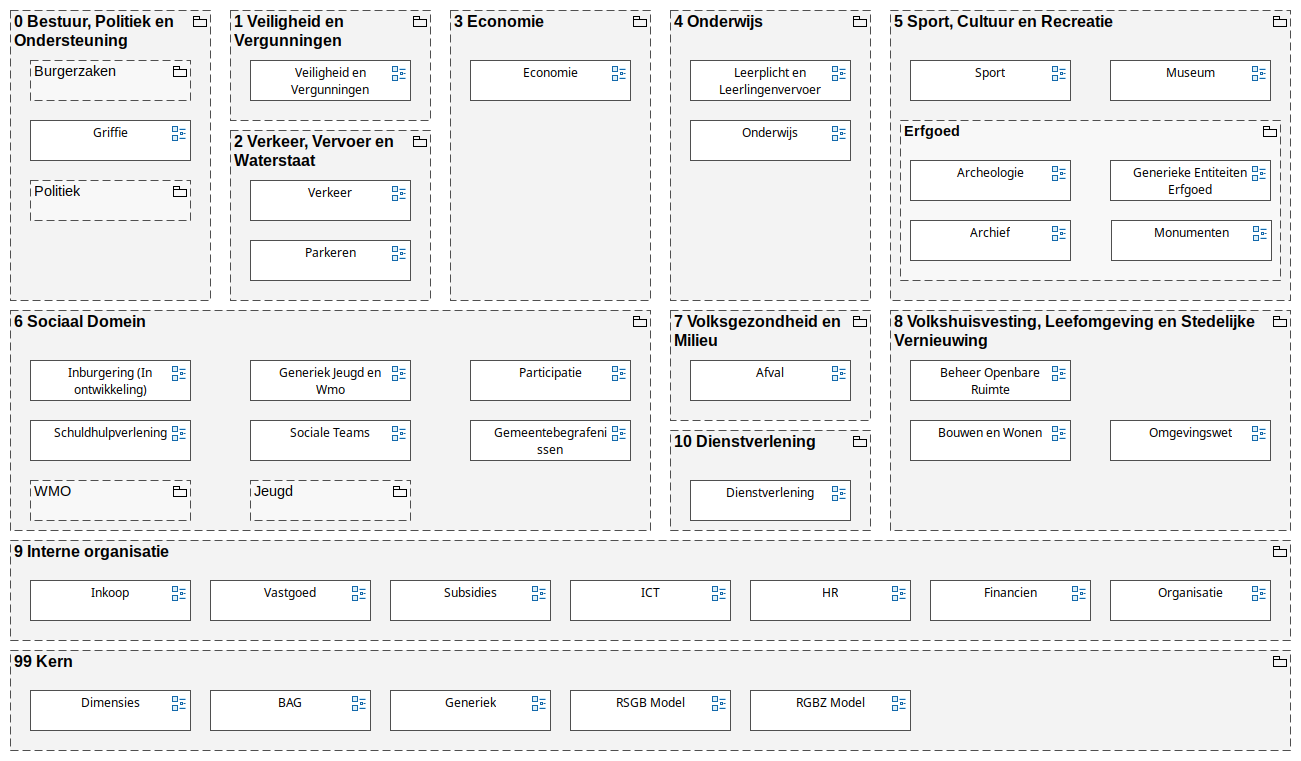 0 Bestuur, Politiek en
Ondersteuning
Burgerzaken
Griffie
Politiek
1 Veiligheid en
Vergunningen
Veiligheid en
Vergunningen
2 Verkeer, Vervoer en
Waterstaat
Verkeer
Parkeren
3 Economie
Economie
4 Onderwijs
Leerplicht en
Leerlingenvervoer
Onderwijs
5 Sport, Cultuur en Recreatie
Sport
Museum
Erfgoed
Archeologie
Generieke Entiteiten
Erfgoed
Archief
Monumenten
6 Sociaal Domein
Inburgering (In
ontwikkeling)
Generiek Jeugd en
Wmo
Participatie
Schuldhulpverlening
Sociale Teams
Gemeentebegrafeni
ssen
WMO
Jeugd
7 Volksgezondheid en
Milieu
Afval
10 Dienstverlening
Dienstverlening
8 Volkshuisvesting, Leefomgeving en Stedelijke
Vernieuwing
Beheer Openbare
Ruimte
Bouwen en Wonen
Omgevingswet
9 Interne organisatie
Inkoop
Vastgoed
Subsidies
ICT
HR
Financien
Organisatie
99 Kern
Dimensies
BAG
Generiek
RSGB Model
RGBZ Model